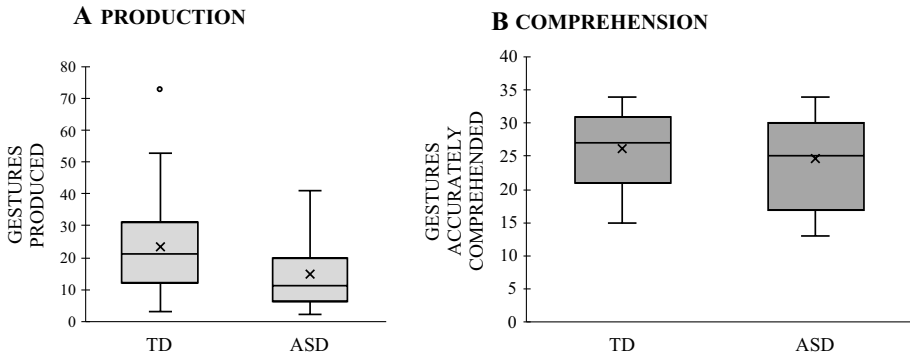 A PRODUCTION
GESTURES
PRODUCED
80
70
60
50
40
30
20
10
0
TD ASD
B COMPREHENSION
GESTURES
ACCURATELY
COMPREHENDED
40
35
30
25
20
15
10
5
0
TD ASD